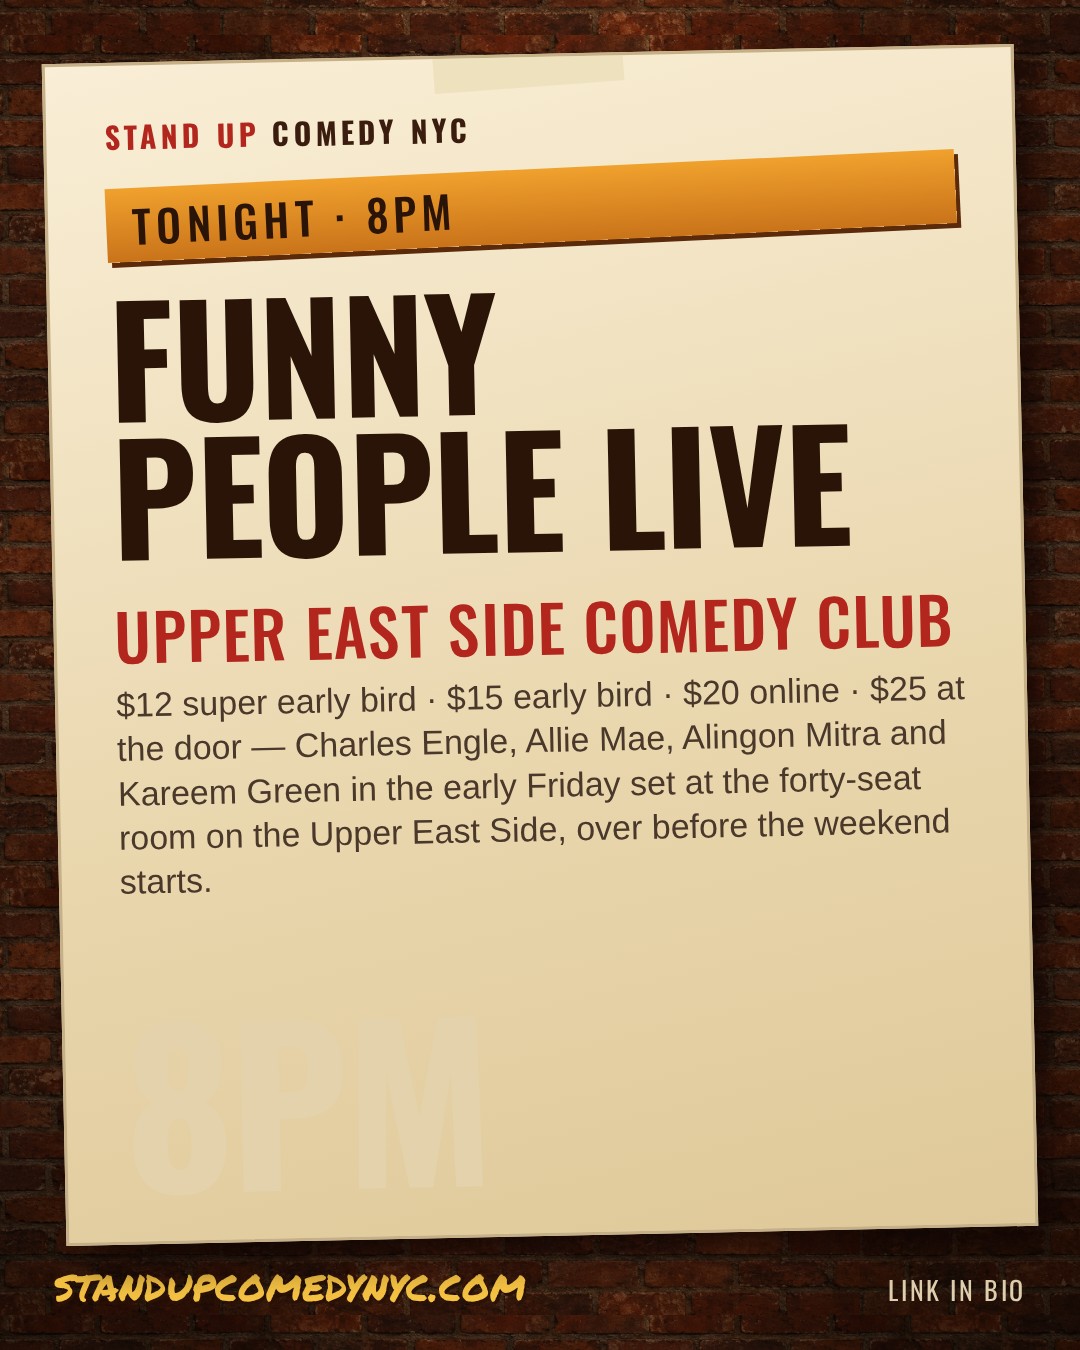 STAND UP COMEDY NYC
TONIGHT · 8PM
FUNNY
PEOPLE LIVE
UPPER EAST SIDE COMEDY CLUB
$12 super early bird · $15 early bird · $20 online · $25 at
the door — Charles Engle, Allie Mae, Alingon Mitra and
Kareem Green in the early Friday set at the forty-seat
room on the Upper East Side, over before the weekend
starts.
8PM
STANDUPCOMEDYNYC.COM
LINK IN BIO